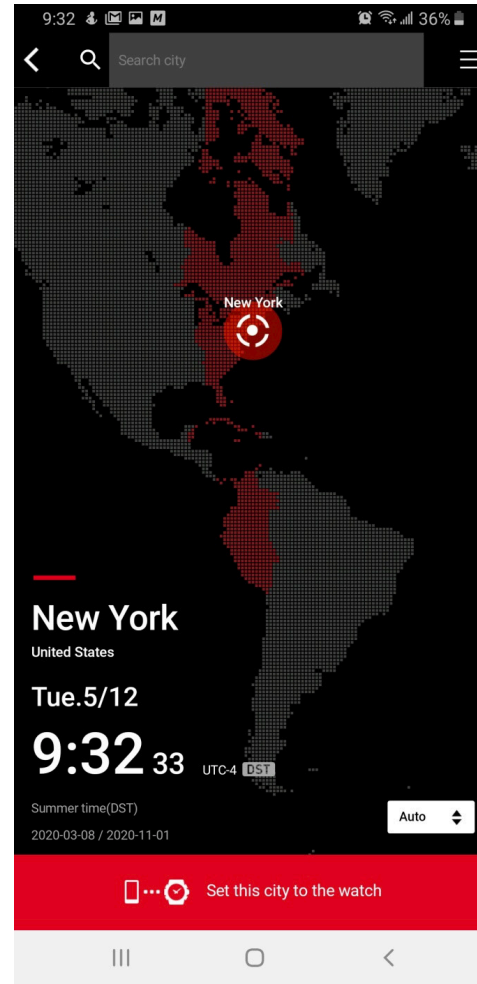 9:32 M 36%
Search city
New York
New York
United States
Tue.5/12
9:32 33 UTC-4 DST
Summer time(DST)
Auto
2020-03-08 / 2020-11-01
Set this city to the watch